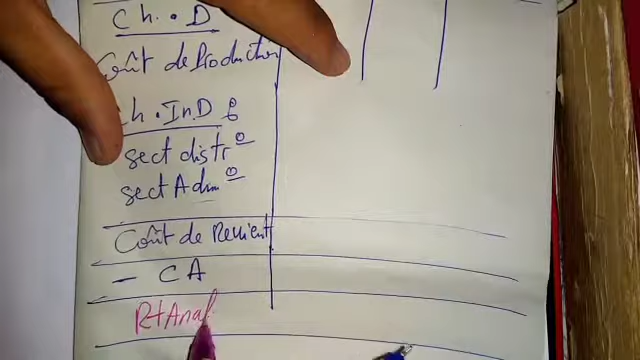 Ch. D
Coût de Production
Ch. InD :
sect distr°
sect Adm°
Coût de Revient
- CA
Rt Anal